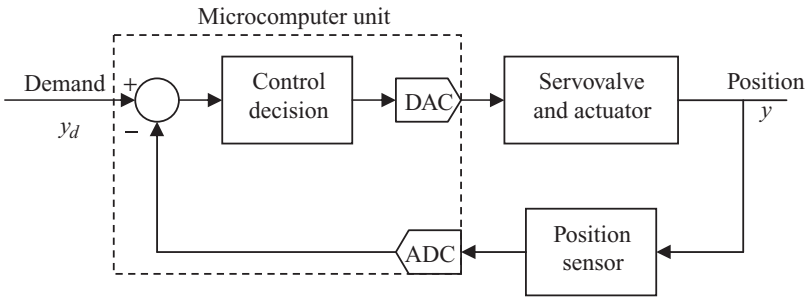 Microcomputer unit
Demand
+
Control
decision
DAC
Servovalve
and actuator
Position
y_d
−
y
ADC
Position
sensor